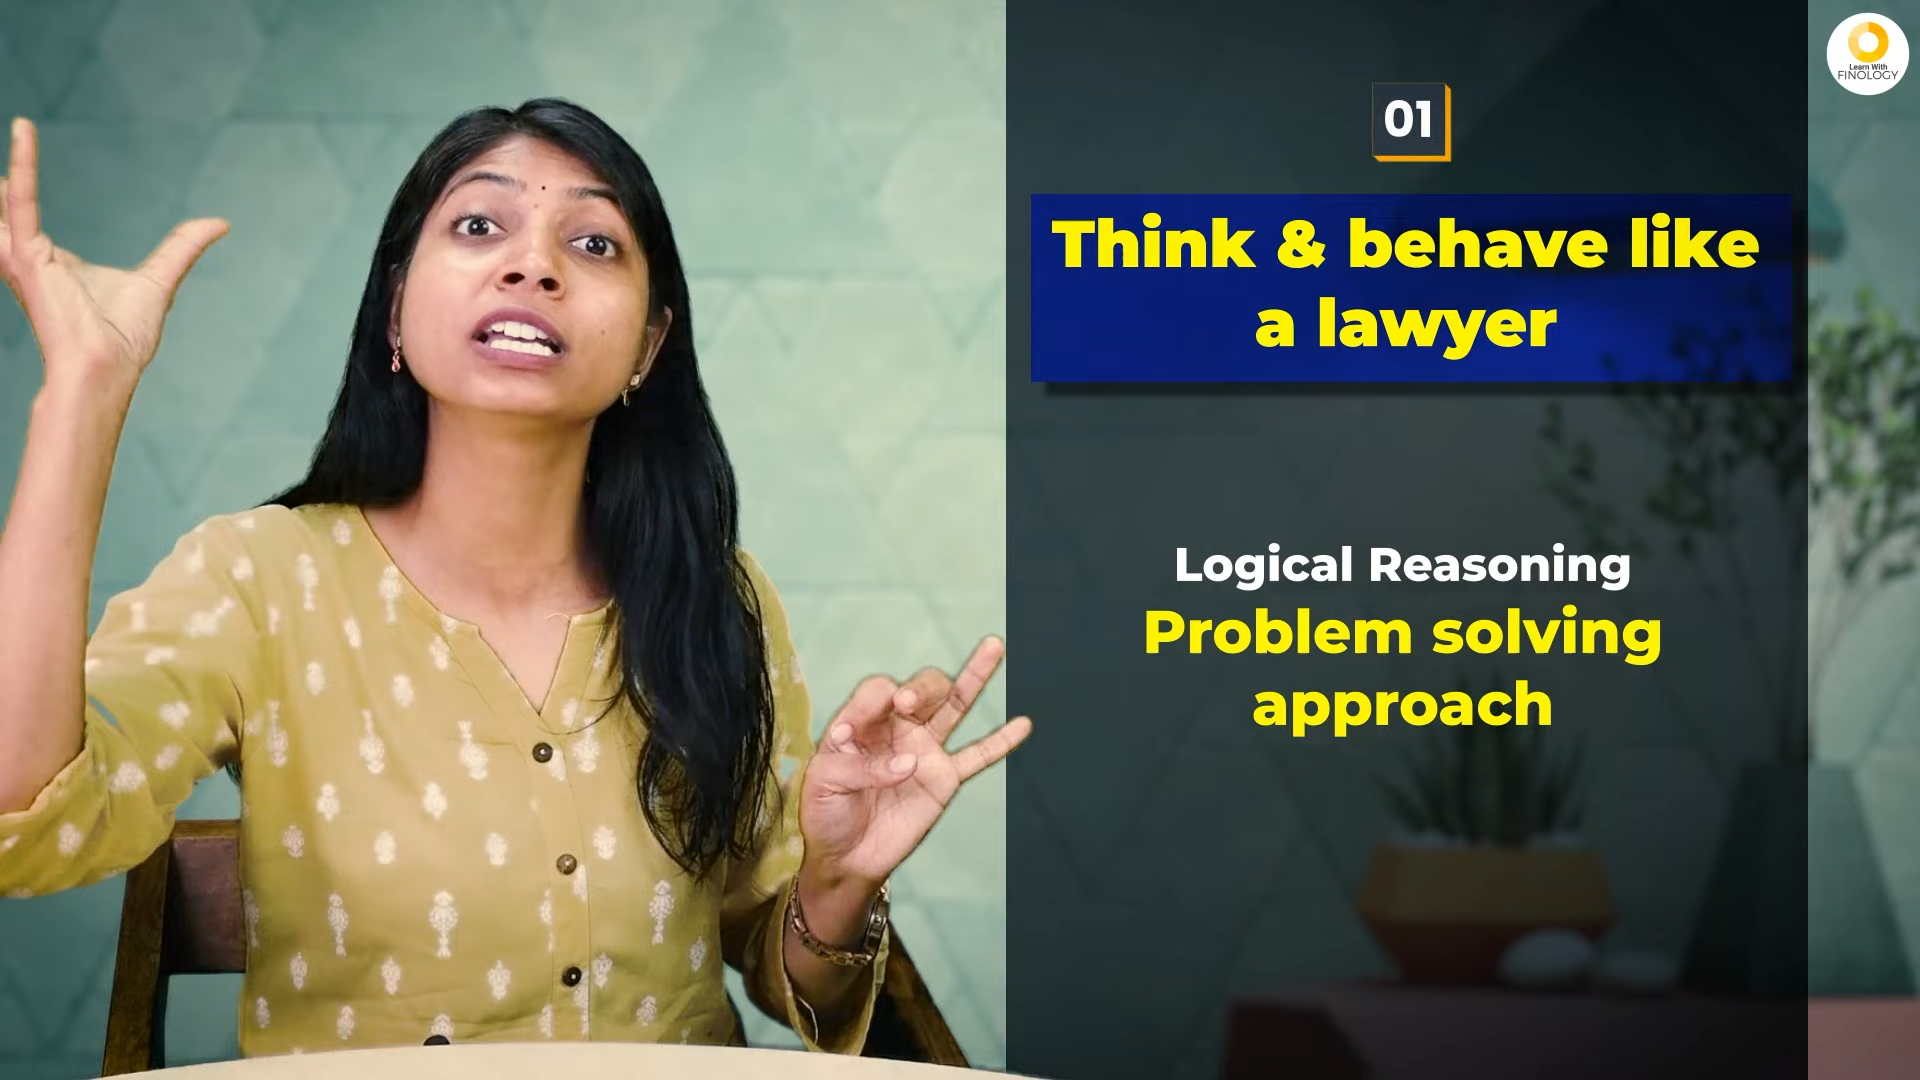 Learn With
FINOLOGY
01
Think & behave like
a lawyer
Logical Reasoning
Problem solving
approach